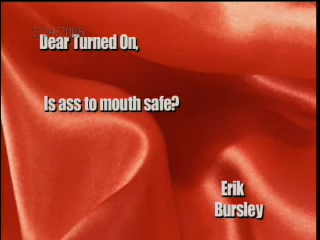 Dear Turned On,
Is ass to mouth safe?
Erik
Bursley